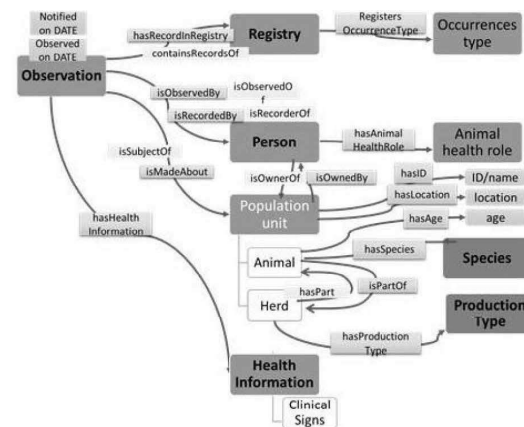 Notified
on DATE
Observed
on DATE
Observation
hasRecordInRegistry
containsRecordsOf
Registry
Registers
OccurrenceType
Occurrences
type
isObservedBy
isObservedO
f
isRecordedBy
isRecorderOf
Person
hasAnimal
HealthRole
Animal
health role
isSubjectOf
isMadeAbout
isOwnerOf
isOwnedBy
hasID
ID/name
hasLocation
location
hasAge
age
Population
unit
hasHealth
Information
Animal
hasSpecies
Species
hasPart
isPartOf
Herd
Production
Type
hasProduction
Type
Health
Information
Clinical
Signs